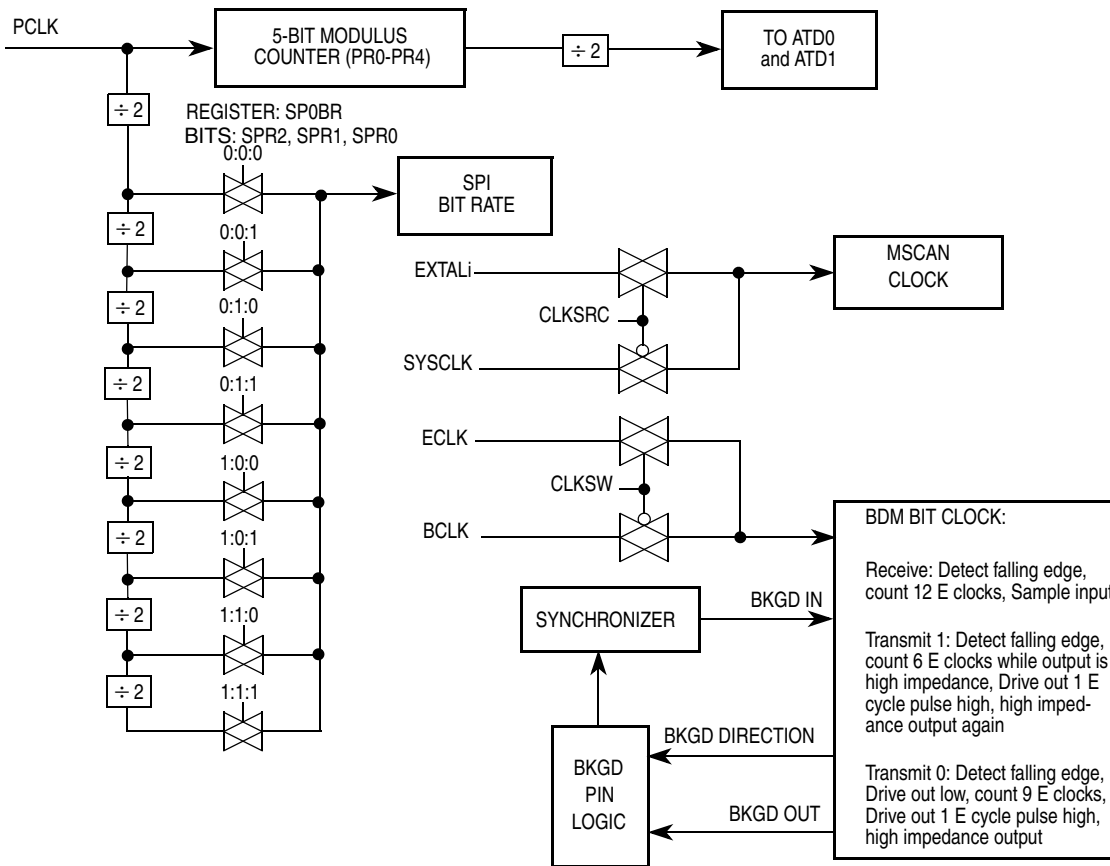 PCLK
5-BIT MODULUS
COUNTER (PR0-PR4)
÷ 2
TO ATD0
and ATD1
÷ 2
REGISTER: SP0BR
BITS: SPR2, SPR1, SPR0
0:0:0
SPI
BIT RATE
÷ 2
0:0:1
÷ 2
0:1:0
÷ 2
0:1:1
÷ 2
1:0:0
÷ 2
1:0:1
÷ 2
1:1:0
÷ 2
1:1:1
EXTALi
MSCAN
CLOCK
CLKSRC
SYSCLK
ECLK
CLKSW
BCLK
BDM BIT CLOCK:
Receive: Detect falling edge,
count 12 E clocks, Sample input
Transmit 1: Detect falling edge,
count 6 E clocks while output is
high impedance, Drive out 1 E
cycle pulse high, high imped-
ance output again
Transmit 0: Detect falling edge,
Drive out low, count 9 E clocks,
Drive out 1 E cycle pulse high,
high impedance output
BKGD IN
SYNCHRONIZER
BKGD DIRECTION
BKGD
PIN
LOGIC
BKGD OUT